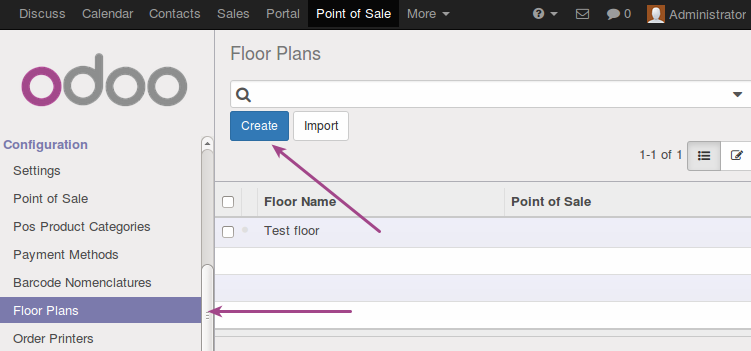 Discuss Calendar Contacts Sales Portal Point of Sale More 0 Administrator
odoo
Floor Plans
Create Import
1-1 of 1
Configuration
Settings
Point of Sale
Pos Product Categories
Payment Methods
Barcode Nomenclatures
Floor Plans
Order Printers
Floor Name Point of Sale
Test floor